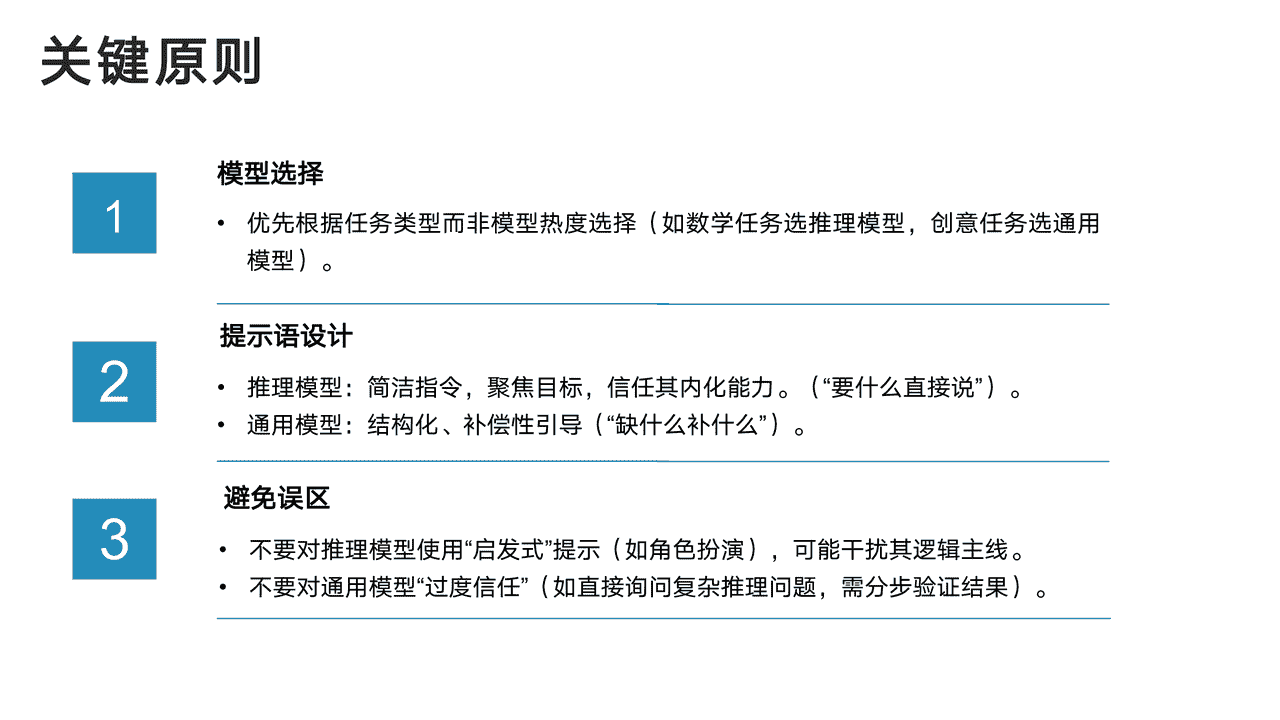 关键原则
1
模型选择
• 优先根据任务类型而非模型热度选择（如数学任务选推理模型，创意任务选通用
模型）。
2
提示语设计
• 推理模型：简洁指令，聚焦目标，信任其内化能力。（“要什么直接说”）。
• 通用模型：结构化、补偿性引导（“缺什么补什么”）。
3
避免误区
• 不要对推理模型使用“启发式”提示（如角色扮演），可能干扰其逻辑主线。
• 不要对通用模型“过度信任”（如直接询问复杂推理问题，需分步验证结果）。